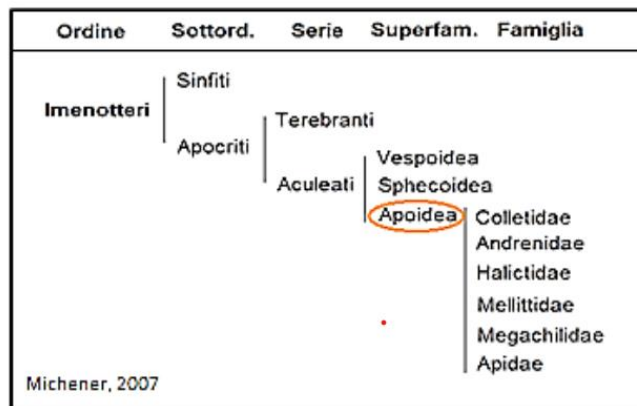 Ordine Sottord. Serie Superfam. Famiglia
Sinfiti
Imenotteri
Terebranti
Apocriti
Vespoidea
Aculeati Sphecoidea
Apoidea Colletidae
Andrenidae
Halictidae
Mellittidae
Megachilidae
Apidae
Michener, 2007